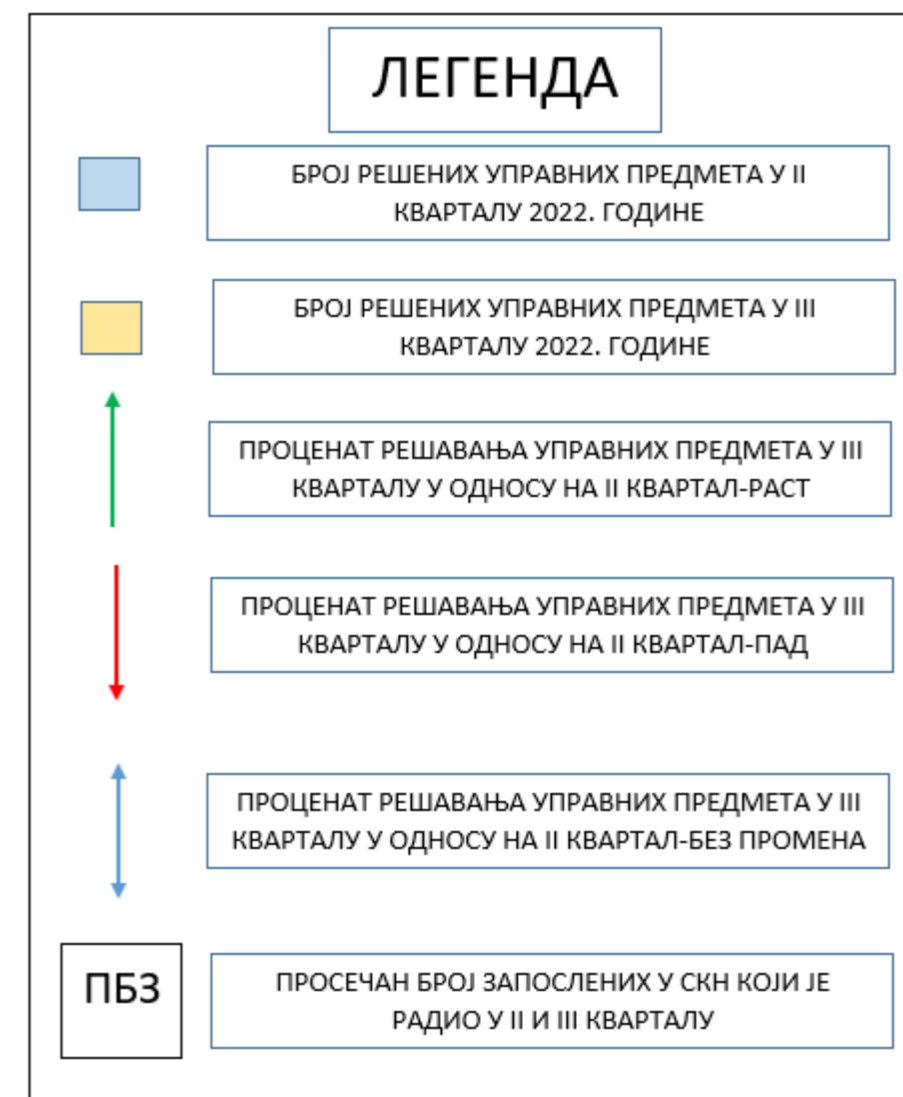 ЛЕГЕНДА
БРОЈ РЕШЕНИХ УПРАВНИХ ПРЕДМЕТА У II
КВАРТАЛУ 2022. ГОДИНЕ
БРОЈ РЕШЕНИХ УПРАВНИХ ПРЕДМЕТА У III
КВАРТАЛУ 2022. ГОДИНЕ
ПРОЦЕНАТ РЕШАВАЊА УПРАВНИХ ПРЕДМЕТА У III
КВАРТАЛУ У ОДНОСУ НА II КВАРТАЛ-РАСТ
ПРОЦЕНАТ РЕШАВАЊА УПРАВНИХ ПРЕДМЕТА У III
КВАРТАЛУ У ОДНОСУ НА II КВАРТАЛ-ПАД
ПРОЦЕНАТ РЕШАВАЊА УПРАВНИХ ПРЕДМЕТА У III
КВАРТАЛУ У ОДНОСУ НА II КВАРТАЛ-БЕЗ ПРОМЕНА
ПБЗ
ПРОСЕЧАН БРОЈ ЗАПОСЛЕНИХ У СКН КОЈИ ЈЕ
РАДИО У II И III КВАРТАЛУ